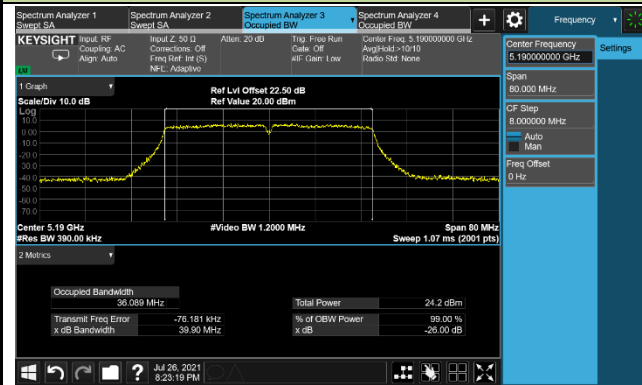 Spectrum Analyzer 1
Swept SA
Spectrum Analyzer 2
Swept SA
Spectrum Analyzer 3
Occupied BW
Spectrum Analyzer 4
Occupied BW
+
Frequency
KEYSIGHT
Input: RF
Coupling: AC
Align: Auto
Input Z: 50 Ω
Corrections: Off
Freq Ref: Int (S)
NFE: Adaptive
Atten: 20 dB
Trig: Free Run
Gate: Off
#IF Gain: Low
Center Freq: 5.190000000 GHz
Avg|Hold:>10/10
Radio Std: None
Center Frequency
5.190000000 GHz
Settings
Span
80.000 MHz
CF Step
8.000000 MHz
Auto
Man
Freq Offset
0 Hz
1 Graph
Scale/Div 10.0 dB
Ref Lvl Offset 22.50 dB
Ref Value 20.00 dBm
Log
10.0
0.00
-10.0
-20.0
-30.0
-40.0
-50.0
-60.0
-70.0
Center 5.19 GHz
#Res BW 390.00 kHz
#Video BW 1.2000 MHz
Span 80 MHz
Sweep 1.07 ms (2001 pts)
2 Metrics
Occupied Bandwidth
36.089 MHz
Total Power 24.2 dBm
Transmit Freq Error -76.181 kHz
% of OBW Power 99.00 %
x dB Bandwidth 39.90 MHz
x dB -26.00 dB
?
Jul 26, 2021
8:23:19 PM